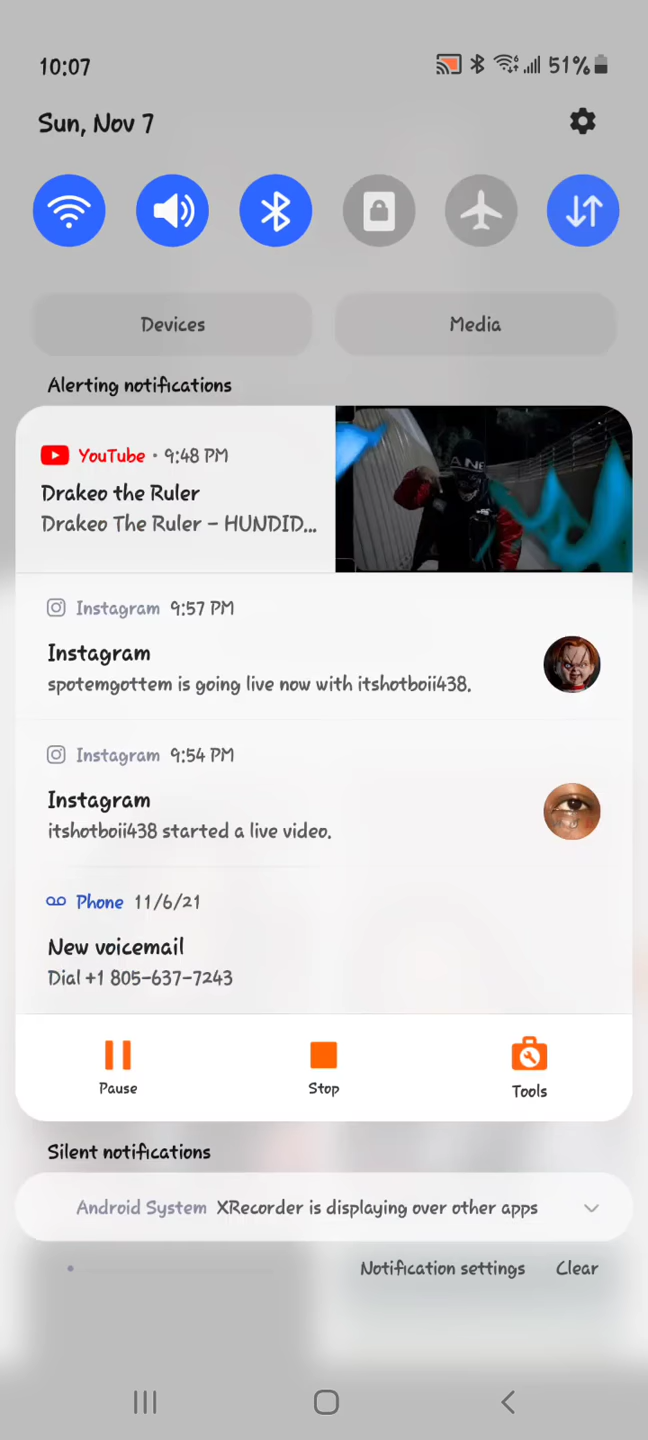 10:07
51%
Sun, Nov 7
Devices
Media
Alerting notifications
YouTube • 9:48 PM
Drakeo the Ruler
Drakeo The Ruler - HUNDID...
ANE
Instagram 9:57 PM
Instagram
spotemgottem is going live now with itshotboii438.
Instagram 9:54 PM
Instagram
itshotboii438 started a live video.
Phone 11/6/21
New voicemail
Dial +1 805-637-7243
Pause
Stop
Tools
Silent notifications
Android System XRecorder is displaying over other apps
Notification settings
Clear